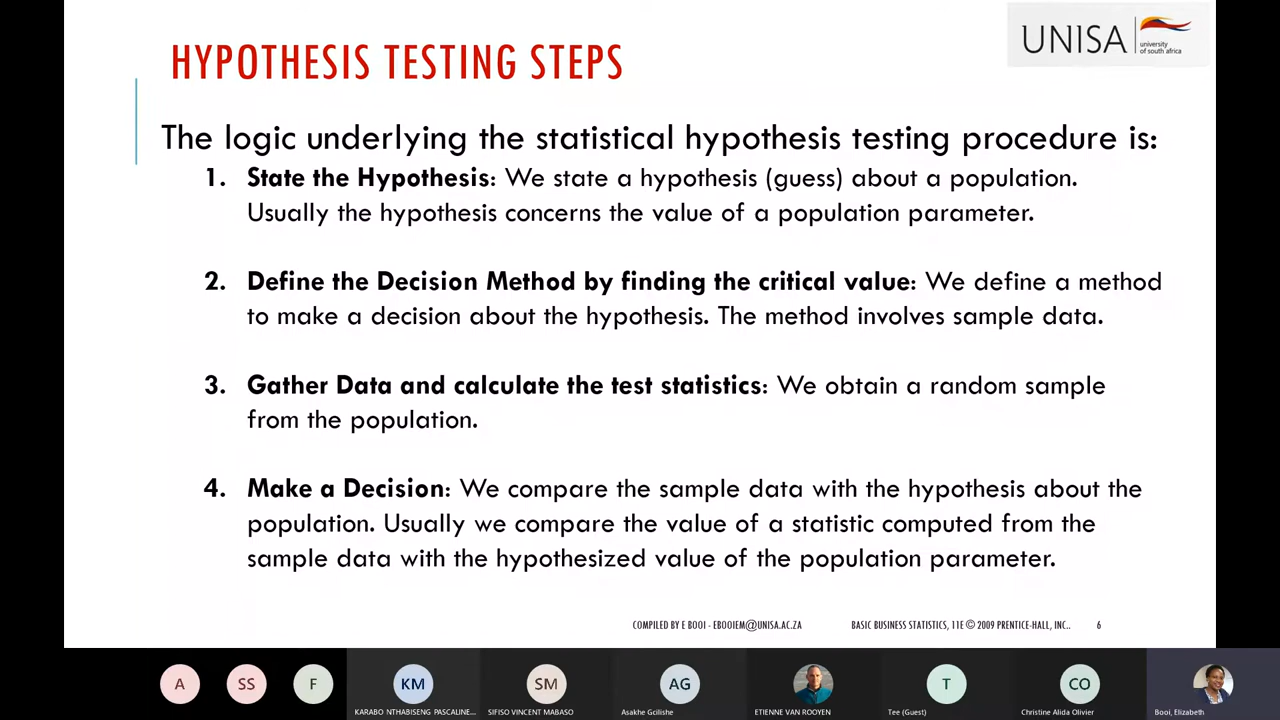 UNISA
university
of south africa
HYPOTHESIS TESTING STEPS
The logic underlying the statistical hypothesis testing procedure is:
1. State the Hypothesis: We state a hypothesis (guess) about a population.
Usually the hypothesis concerns the value of a population parameter.
2. Define the Decision Method by finding the critical value: We define a method
to make a decision about the hypothesis. The method involves sample data.
3. Gather Data and calculate the test statistics: We obtain a random sample
from the population.
4. Make a Decision: We compare the sample data with the hypothesis about the
population. Usually we compare the value of a statistic computed from the
sample data with the hypothesized value of the population parameter.
COMPILED BY E BOOI - EBOOIEM@UNISA.AC.ZA BASIC BUSINESS STATISTICS, 11E © 2009 PRENTICE-HALL, INC.. 6
A SS F KM SM AG T CO
KARABO NTHABISENG PASCALINE... SIFISO VINCENT MABASO Asakhe Gcilishe ETIENNE VAN ROOYEN Tee (Guest) Christine Alida Olivier Booi, Elizabeth